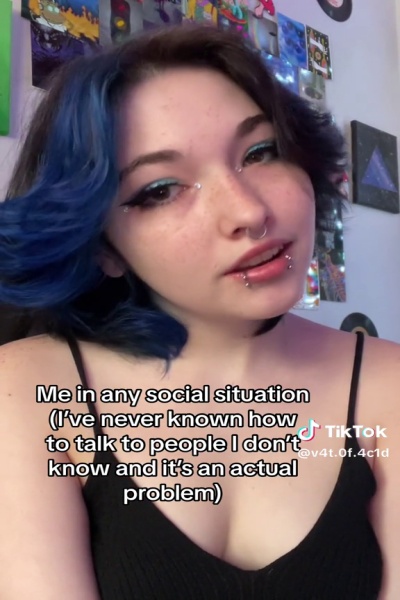 Me in any social situation
(I've never known how
to talk to people I don't
know and it's an actual
problem)
TikTok
@v4t.0f.4c1d